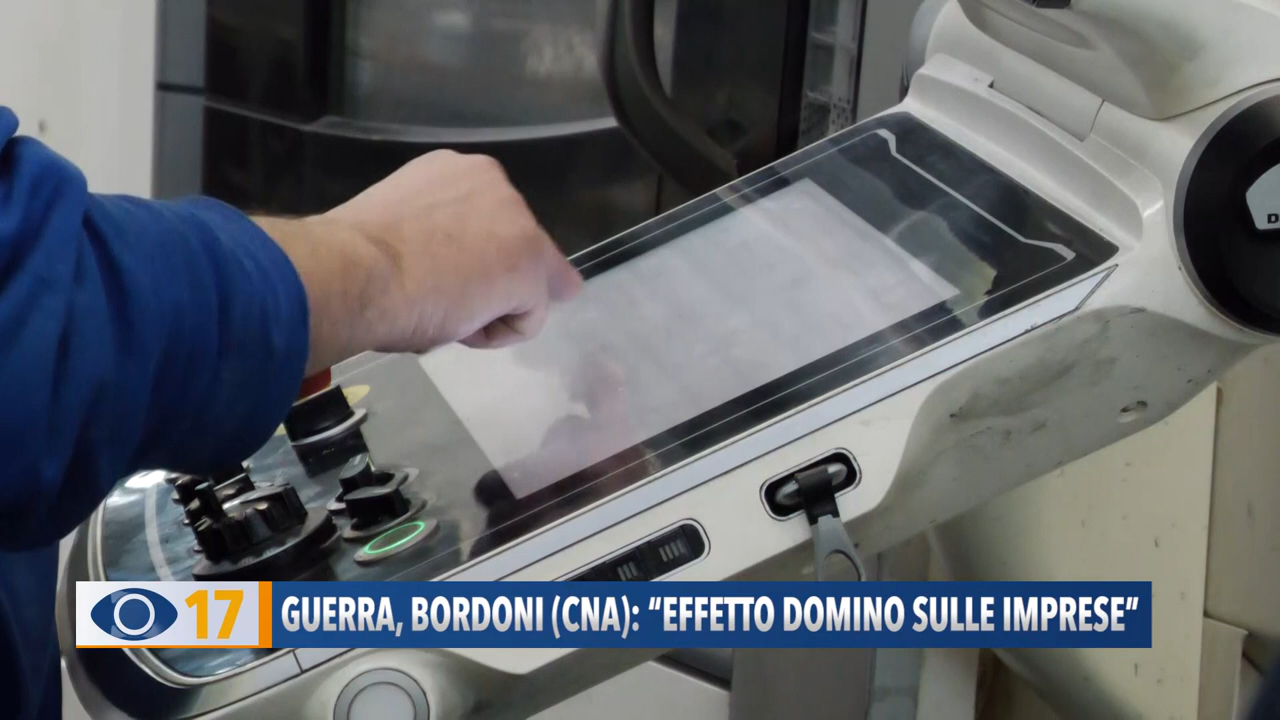 D
17 GUERRA, BORDONI (CNA): “EFFETTO DOMINO SULLE IMPRESE”